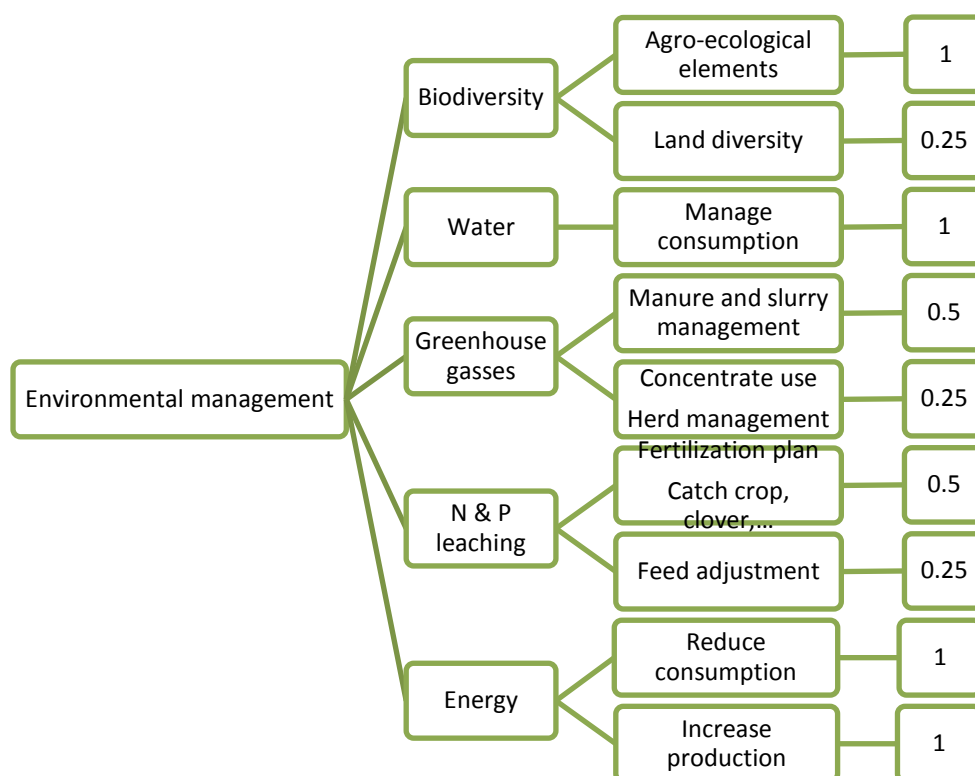 Environmental management
Biodiversity
Agro-ecological
elements
1
Land diversity
0.25
Water
Manage
consumption
1
Greenhouse
gasses
Manure and slurry
management
0.5
Concentrate use
Herd management
0.25
N & P
leaching
Fertilization plan
Catch crop,
clover,...
0.5
Feed adjustment
0.25
Energy
Reduce
consumption
1
Increase
production
1